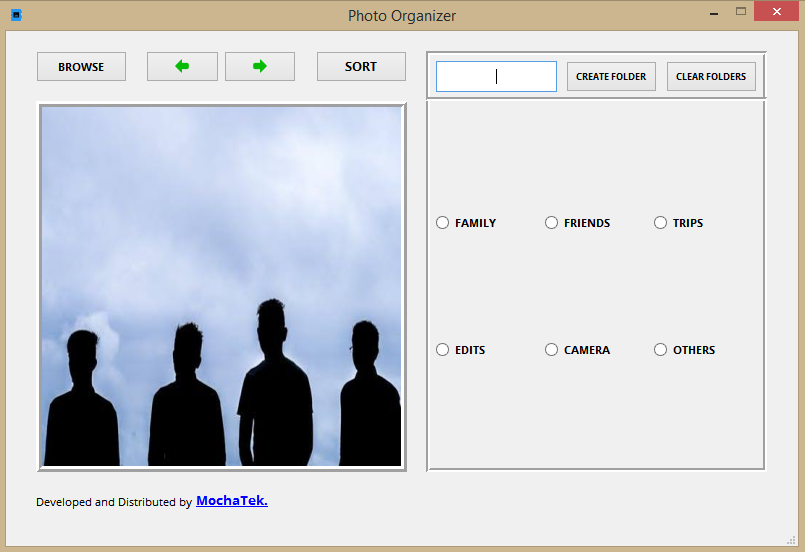 Photo Organizer
BROWSE
SORT
CREATE FOLDER
CLEAR FOLDERS
FAMILY
FRIENDS
TRIPS
EDITS
CAMERA
OTHERS
Developed and Distributed by MochaTek.